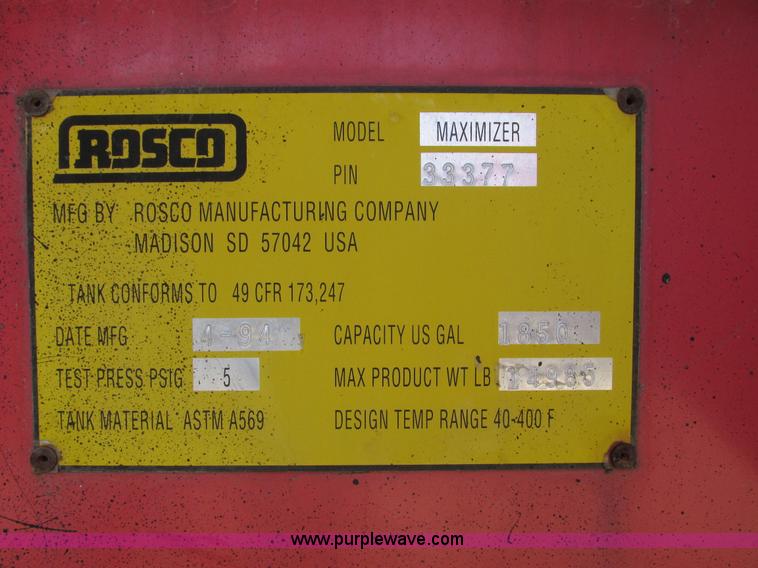 ROSCO
MODEL MAXIMIZER
PIN 33377
MFG BY ROSCO MANUFACTURING COMPANY
MADISON SD 57042 USA
TANK CONFORMS TO 49 CFR 173,247
DATE MFG 4-94 CAPACITY US GAL 1850
TEST PRESS PSIG 5 MAX PRODUCT WT LB 14985
TANK MATERIAL ASTM A569 DESIGN TEMP RANGE 40-400 F
www.purplewave.com